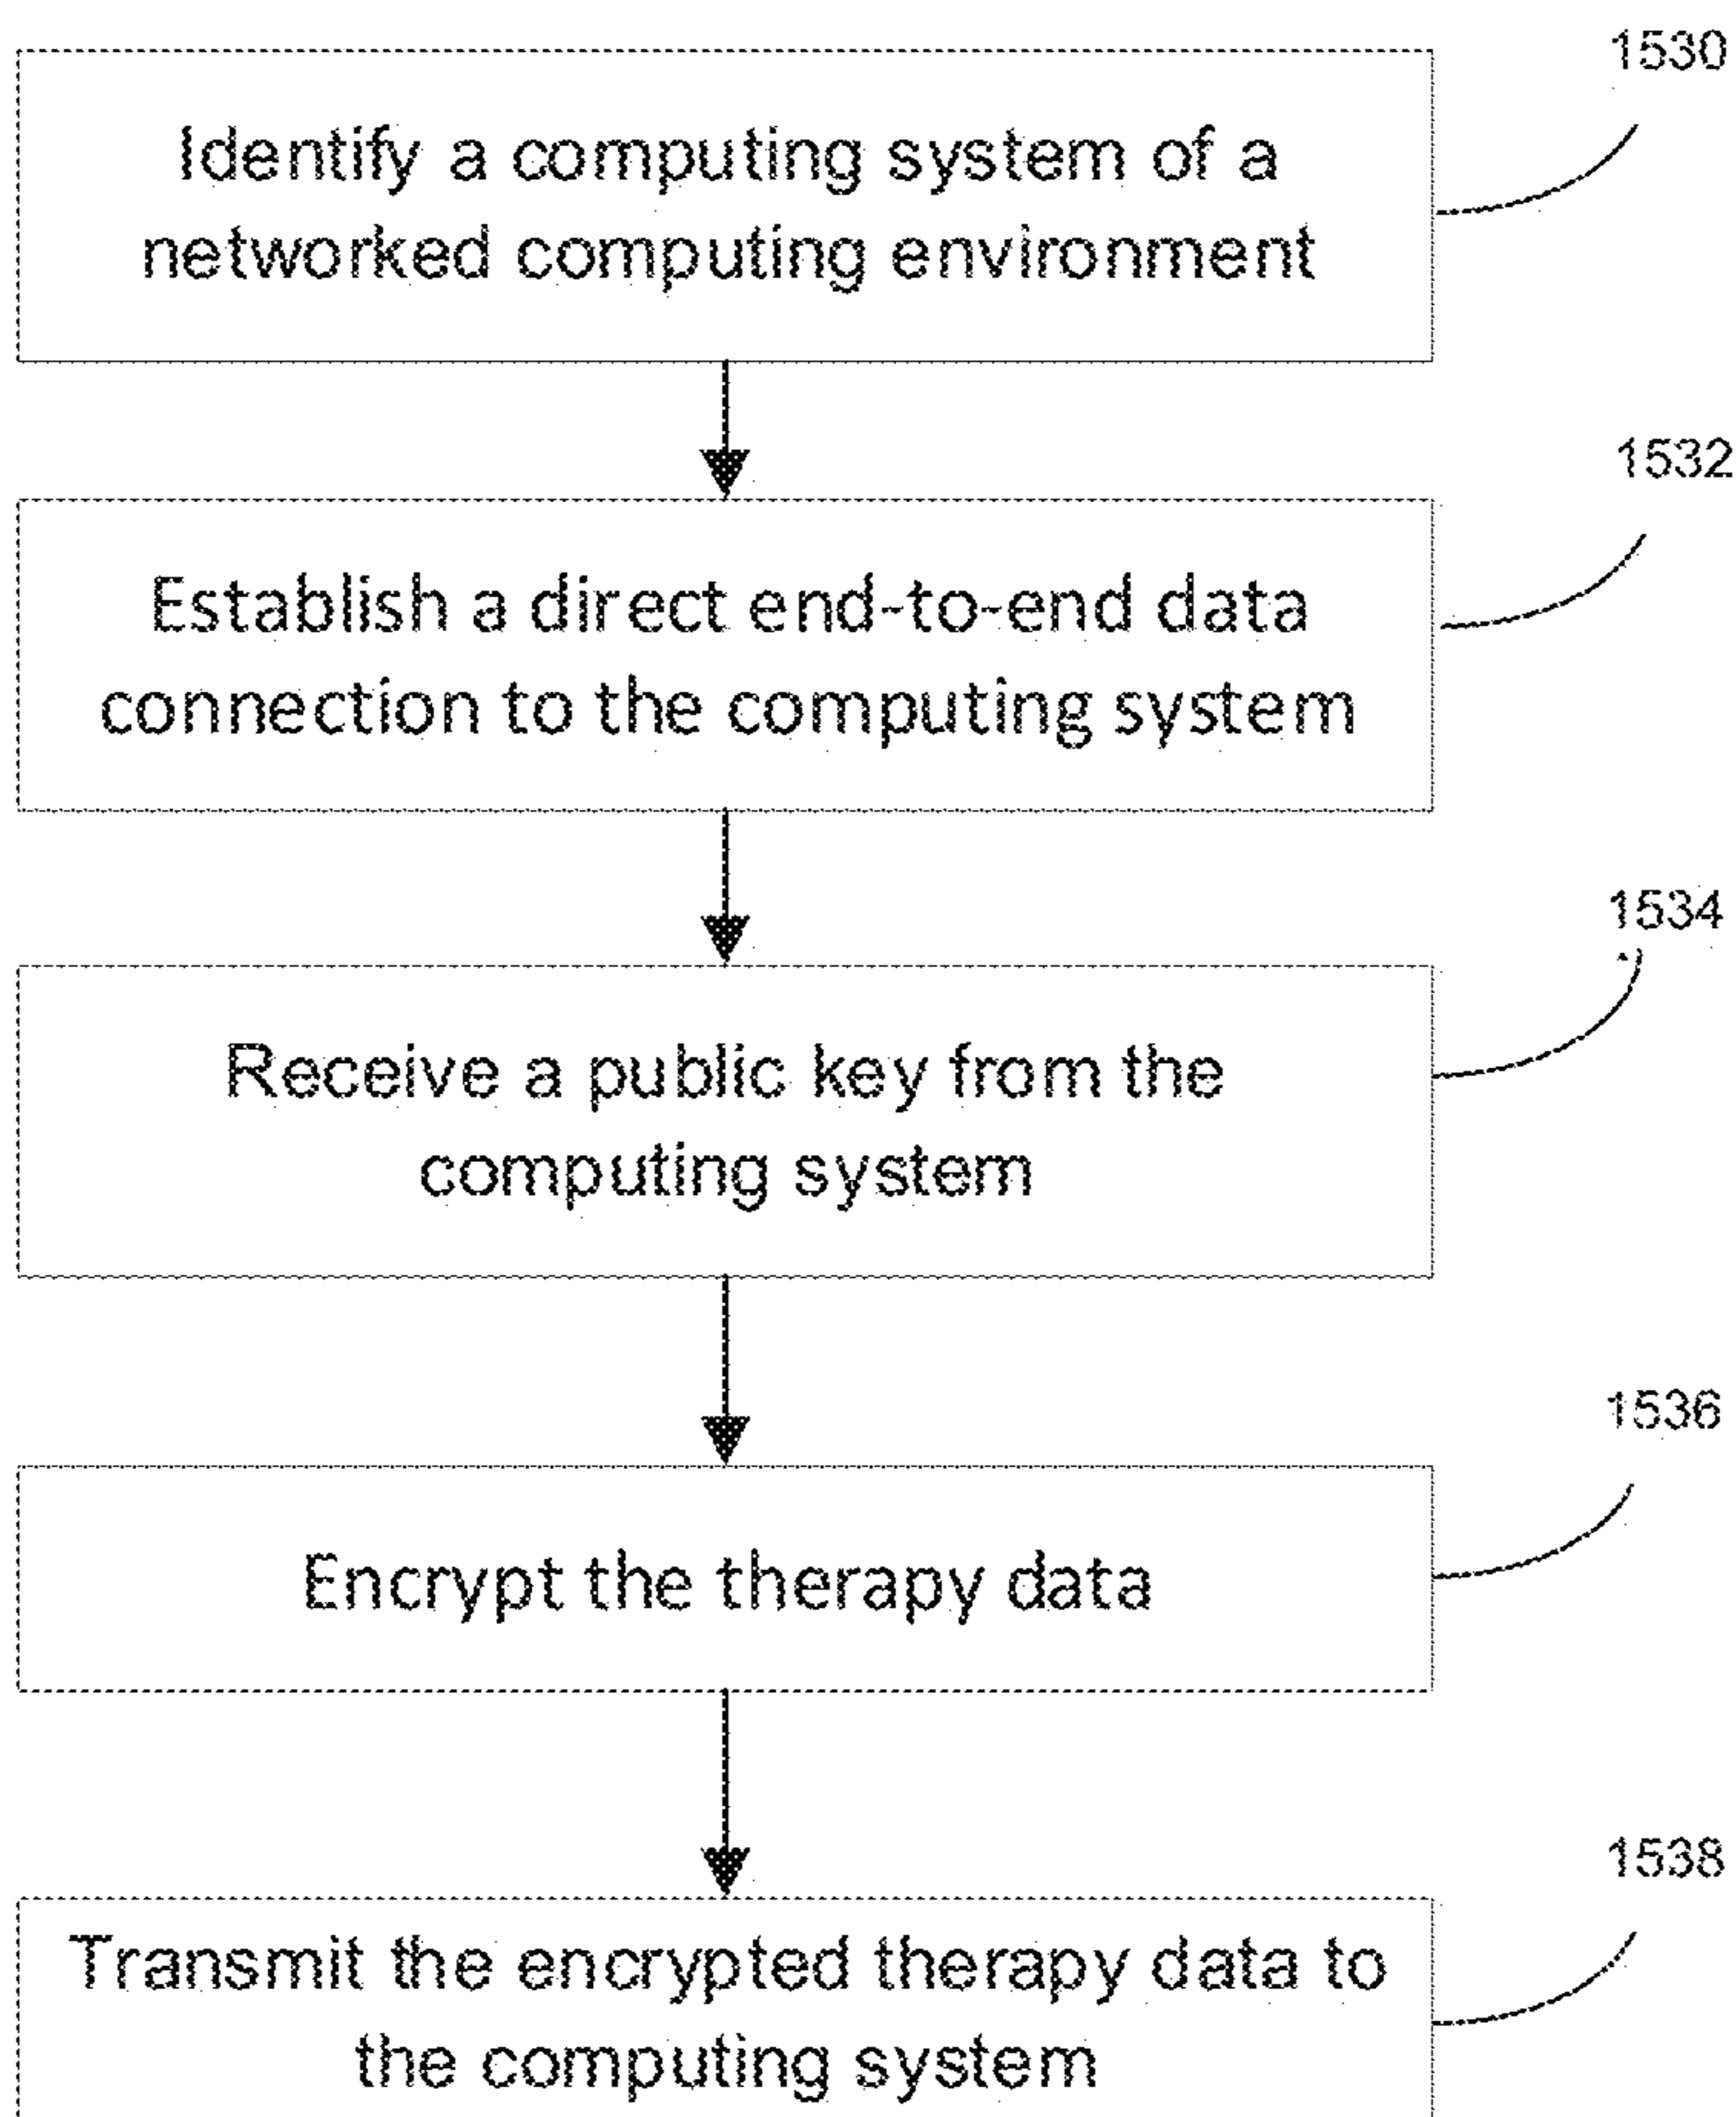 1530
Identify a computing system of a
networked computing environment
1532
Establish a direct end-to-end data
connection to the computing system
1534
Receive a public key from the
computing system
1536
Encrypt the therapy data
1538
Transmit the encrypted therapy data to
the computing system